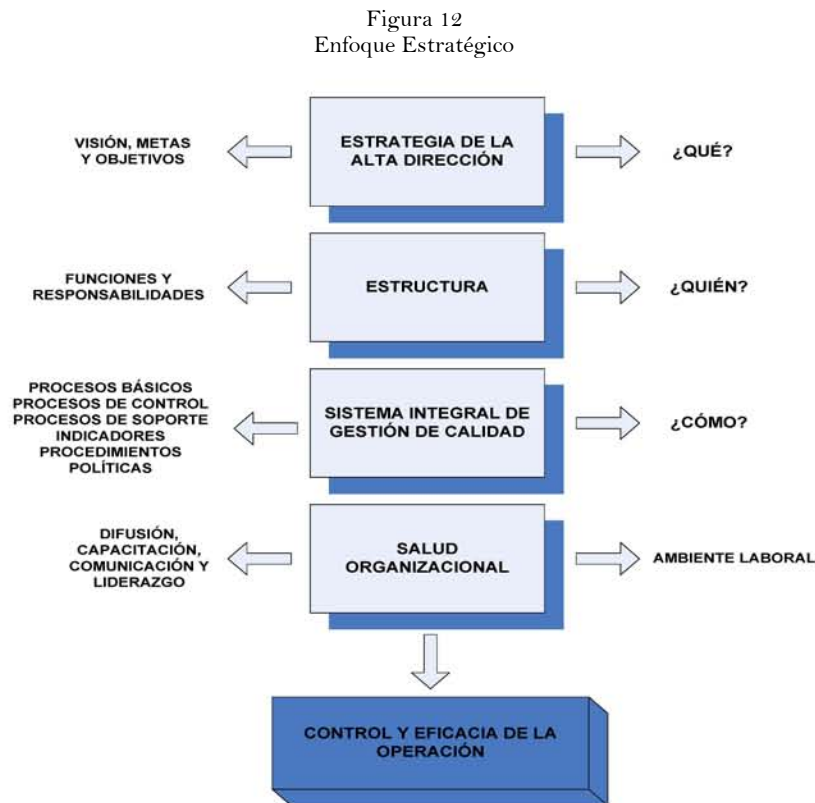 Figura 12
Enfoque Estratégico
VISIÓN, METAS
Y OBJETIVOS
ESTRATEGIA DE LA
ALTA DIRECCIÓN
¿QUÉ?
FUNCIONES Y
RESPONSABILIDADES
ESTRUCTURA
¿QUIÉN?
PROCESOS BÁSICOS
PROCESOS DE CONTROL
PROCESOS DE SOPORTE
INDICADORES
PROCEDIMIENTOS
POLÍTICAS
SISTEMA INTEGRAL DE
GESTIÓN DE CALIDAD
¿CÓMO?
DIFUSIÓN,
CAPACITACIÓN,
COMUNICACIÓN Y
LIDERAZGO
SALUD
ORGANIZACIONAL
AMBIENTE LABORAL
CONTROL Y EFICACIA DE LA
OPERACIÓN